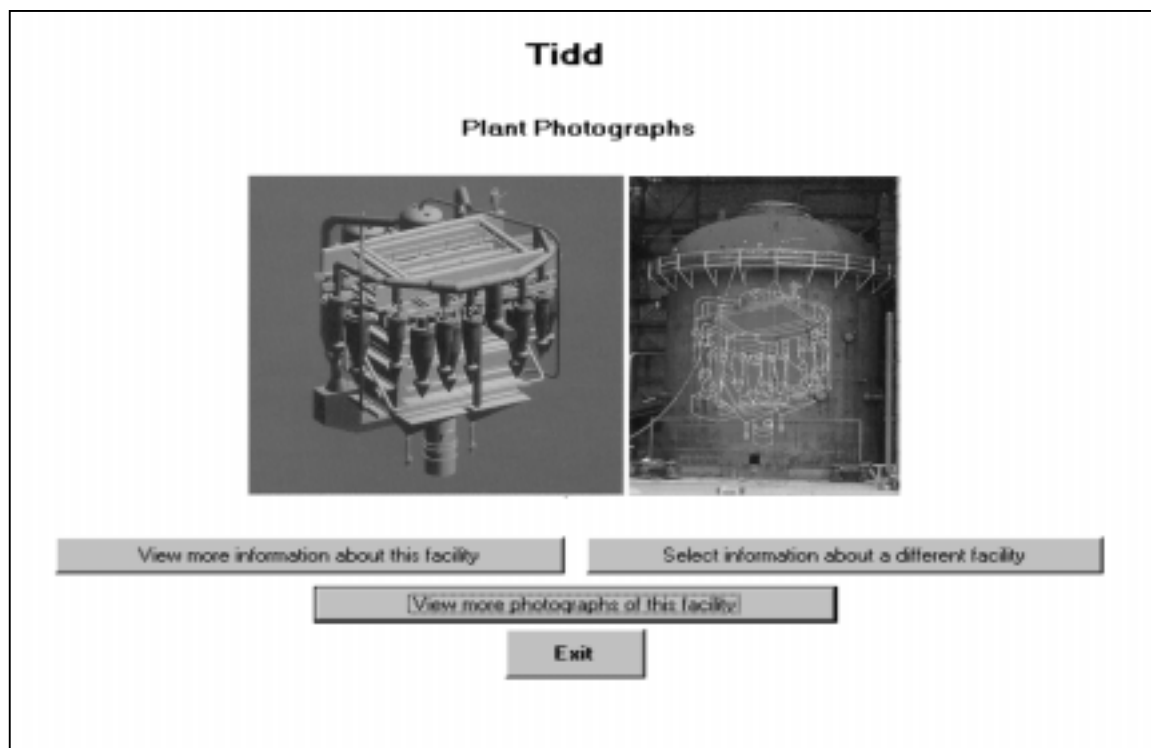 Tidd
Plant Photographs
View more information about this facility
Select information about a different facility
View more photographs of this facility
Exit